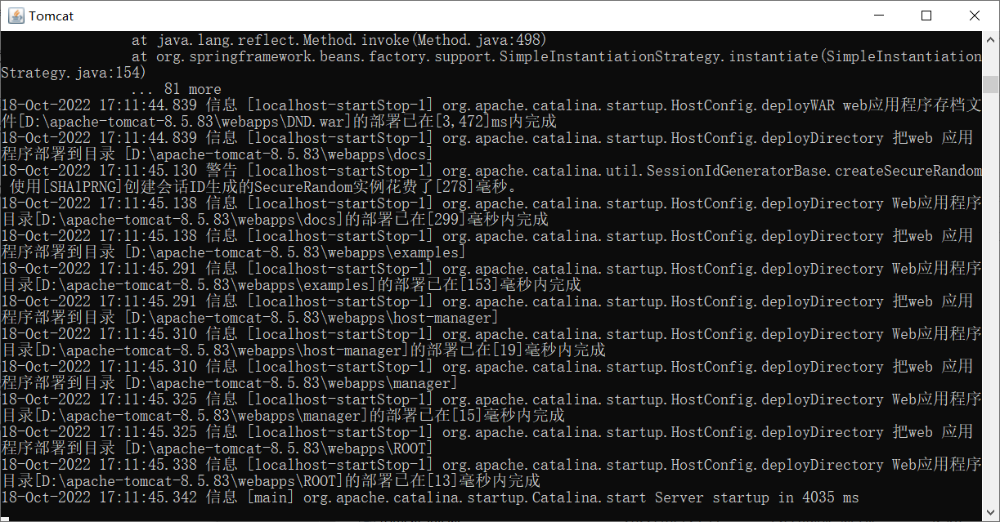 Tomcat
at java.lang.reflect.Method.invoke(Method.java:498)
at org.springframework.beans.factory.support.SimpleInstantiationStrategy.instantiate(SimpleInstantiation
Strategy.java:154)
... 81 more
18-Oct-2022 17:11:44.839 信息 [localhost-startStop-1] org.apache.catalina.startup.HostConfig.deployWAR web应用程序存档文
件[D:\apache-tomcat-8.5.83\webapps\DND.war]的部署已在[3,472]ms内完成
18-Oct-2022 17:11:44.839 信息 [localhost-startStop-1] org.apache.catalina.startup.HostConfig.deployDirectory 把web 应用
程序部署到目录 [D:\apache-tomcat-8.5.83\webapps\docs]
18-Oct-2022 17:11:45.130 警告 [localhost-startStop-1] org.apache.catalina.util.SessionIdGeneratorBase.createSecureRandom
使用[SHA1PRNG]创建会话ID生成的SecureRandom实例花费了[278]毫秒。
18-Oct-2022 17:11:45.138 信息 [localhost-startStop-1] org.apache.catalina.startup.HostConfig.deployDirectory Web应用程序
目录[D:\apache-tomcat-8.5.83\webapps\docs]的部署已在[299]毫秒内完成
18-Oct-2022 17:11:45.138 信息 [localhost-startStop-1] org.apache.catalina.startup.HostConfig.deployDirectory 把web 应用
程序部署到目录 [D:\apache-tomcat-8.5.83\webapps\examples]
18-Oct-2022 17:11:45.291 信息 [localhost-startStop-1] org.apache.catalina.startup.HostConfig.deployDirectory Web应用程序
目录[D:\apache-tomcat-8.5.83\webapps\examples]的部署已在[153]毫秒内完成
18-Oct-2022 17:11:45.291 信息 [localhost-startStop-1] org.apache.catalina.startup.HostConfig.deployDirectory 把web 应用
程序部署到目录 [D:\apache-tomcat-8.5.83\webapps\host-manager]
18-Oct-2022 17:11:45.310 信息 [localhost-startStop-1] org.apache.catalina.startup.HostConfig.deployDirectory Web应用程序
目录[D:\apache-tomcat-8.5.83\webapps\host-manager]的部署已在[19]毫秒内完成
18-Oct-2022 17:11:45.310 信息 [localhost-startStop-1] org.apache.catalina.startup.HostConfig.deployDirectory 把web 应用
程序部署到目录 [D:\apache-tomcat-8.5.83\webapps\manager]
18-Oct-2022 17:11:45.325 信息 [localhost-startStop-1] org.apache.catalina.startup.HostConfig.deployDirectory Web应用程序
目录[D:\apache-tomcat-8.5.83\webapps\manager]的部署已在[15]毫秒内完成
18-Oct-2022 17:11:45.325 信息 [localhost-startStop-1] org.apache.catalina.startup.HostConfig.deployDirectory 把web 应用
程序部署到目录 [D:\apache-tomcat-8.5.83\webapps\ROOT]
18-Oct-2022 17:11:45.338 信息 [localhost-startStop-1] org.apache.catalina.startup.HostConfig.deployDirectory Web应用程序
目录[D:\apache-tomcat-8.5.83\webapps\ROOT]的部署已在[13]毫秒内完成
18-Oct-2022 17:11:45.342 信息 [main] org.apache.catalina.startup.Catalina.start Server startup in 4035 ms